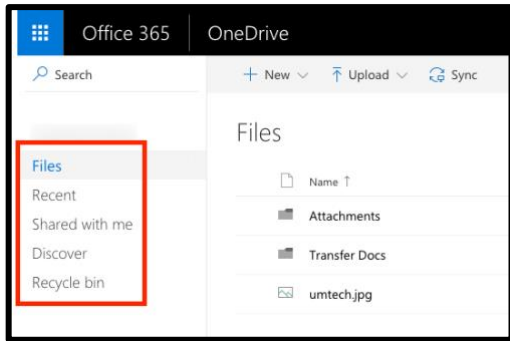 Office 365 OneDrive
Search
+ New Upload Sync
Files
Recent
Shared with me
Discover
Recycle bin
Files
Name ↑
Attachments
Transfer Docs
umtech.jpg